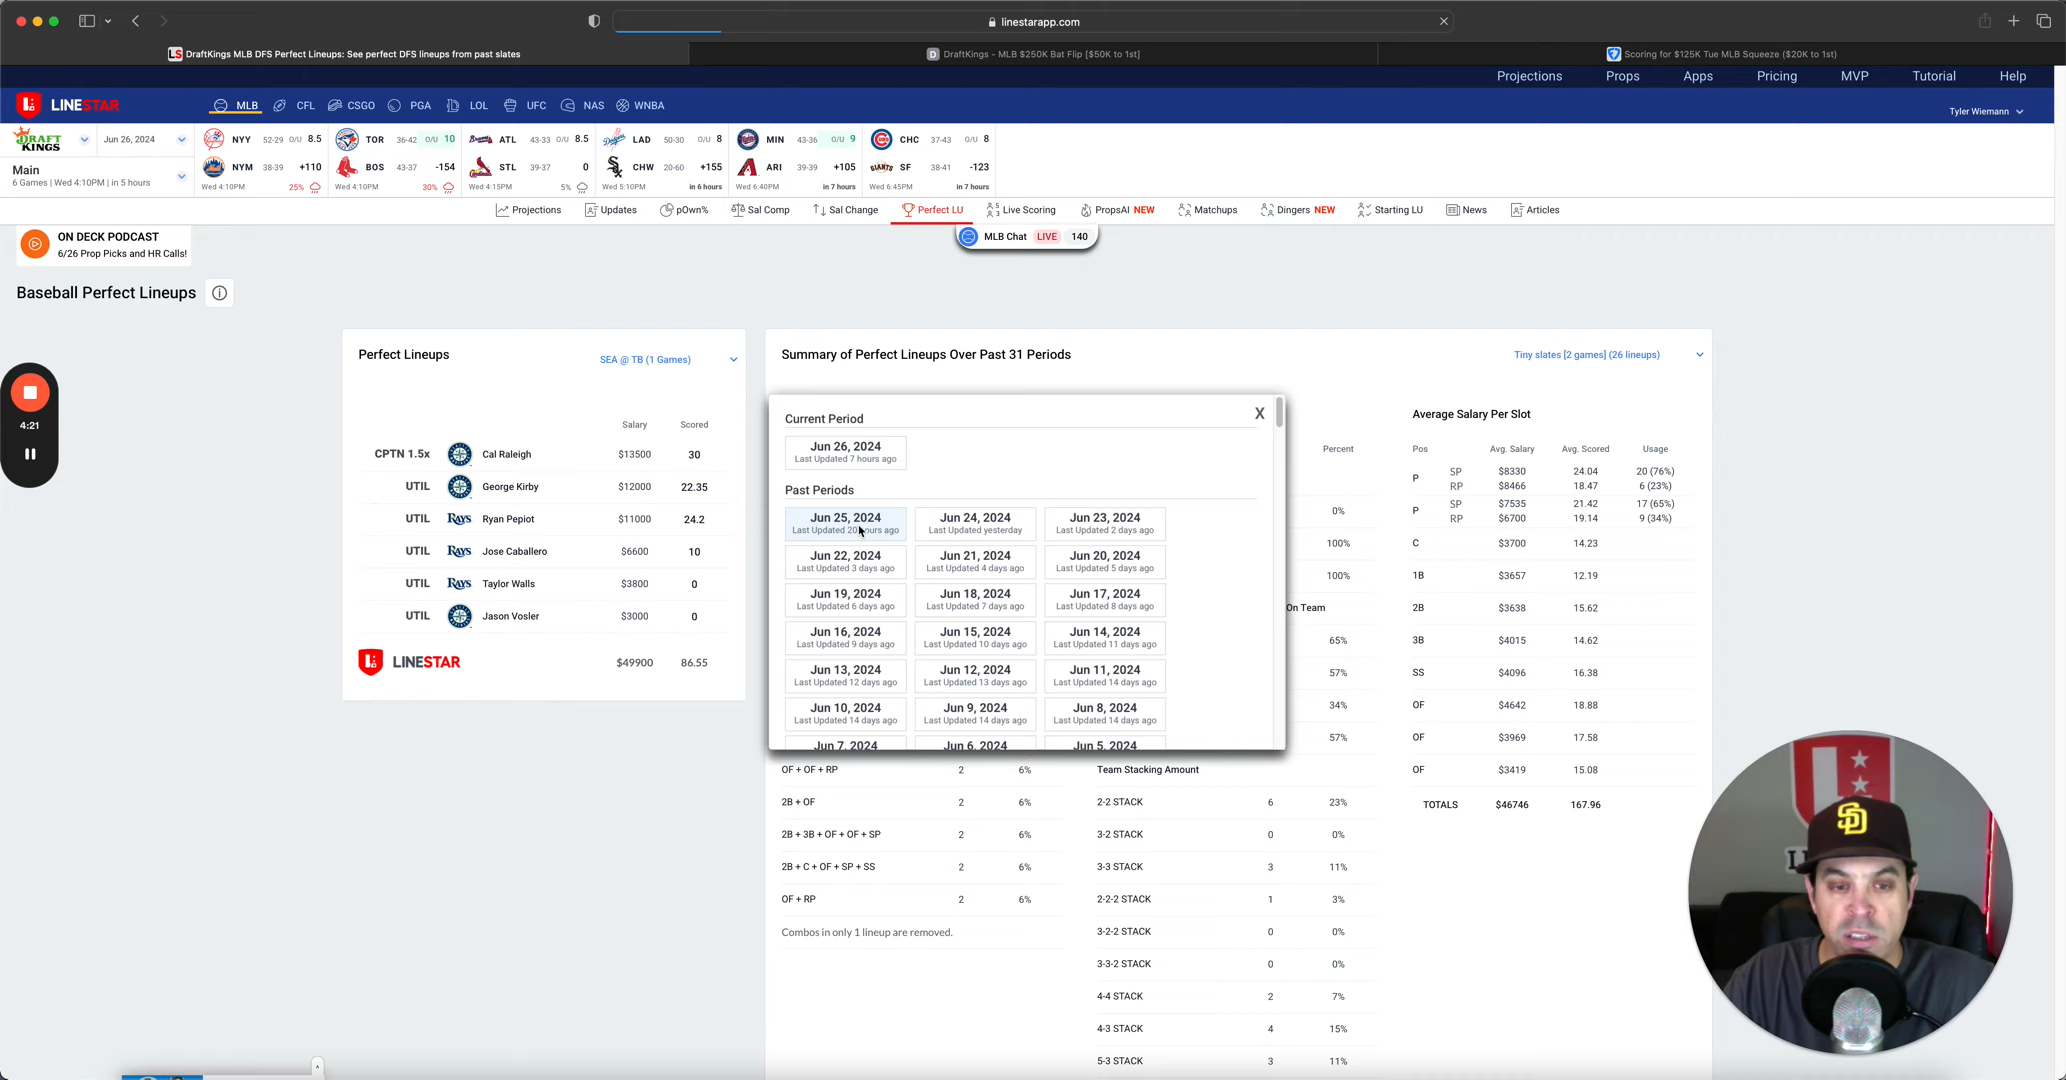 linestarapp.com
DraftKings MLB DFS Perfect Lineups: See perfect DFS lineups from past slates
DraftKings - MLB $250K Bat Flip [$50K to 1st]
Scoring for $125K Tue MLB Squeeze ($20K to 1st)
Projections Props Apps Pricing MVP Tutorial Help
LINESTAR MLB CFL CSGO PGA LOL UFC NAS WNBA
Tyler Wiemann
DRAFT KINGS
Jun 26, 2024
Main
6 Games | Wed 4:10PM | in 5 hours
NYY 52-29 O/U 8.5
NYM 38-39 +110
Wed 4:10PM 25%
TOR 36-42 O/U 10
BOS 43-37 -154
Wed 4:10PM 30%
ATL 43-33 O/U 8.5
STL 39-37 0
Wed 4:15PM 5%
LAD 50-30 O/U 8
CHW 20-60 +155
Wed 5:10PM in 6 hours
MIN 43-36 O/U 9
ARI 39-39 +105
Wed 6:40PM in 7 hours
CHC 37-43 O/U 8
SF 38-41 -123
Wed 6:45PM in 7 hours
Projections Updates pOwn% Sal Comp Sal Change Perfect LU Live Scoring PropsAI NEW Matchups Dingers NEW Starting LU News Articles
MLB Chat LIVE 140
ON DECK PODCAST
6/26 Prop Picks and HR Calls!
Baseball Perfect Lineups
4:21
Perfect Lineups SEA @ TB (1 Games)
Salary Scored
CPTN 1.5x Cal Raleigh $13500 30
UTIL George Kirby $12000 22.35
UTIL Ryan Pepiot $11000 24.2
UTIL Jose Caballero $6600 10
UTIL Taylor Walls $3800 0
UTIL Jason Vosler $3000 0
LINESTAR $49900 86.55
Summary of Perfect Lineups Over Past 31 Periods Tiny slates [2 games] (26 lineups)
Current Period X
Jun 26, 2024
Last Updated 7 hours ago
Past Periods
Jun 25, 2024 Jun 24, 2024 Jun 23, 2024
Last Updated 20 hours ago Last Updated yesterday Last Updated 2 days ago
Jun 22, 2024 Jun 21, 2024 Jun 20, 2024
Last Updated 3 days ago Last Updated 4 days ago Last Updated 5 days ago
Jun 19, 2024 Jun 18, 2024 Jun 17, 2024
Last Updated 6 days ago Last Updated 7 days ago Last Updated 8 days ago
Jun 16, 2024 Jun 15, 2024 Jun 14, 2024
Last Updated 9 days ago Last Updated 10 days ago Last Updated 11 days ago
Jun 13, 2024 Jun 12, 2024 Jun 11, 2024
Last Updated 12 days ago Last Updated 13 days ago Last Updated 14 days ago
Jun 10, 2024 Jun 9, 2024 Jun 8, 2024
Last Updated 14 days ago Last Updated 14 days ago Last Updated 14 days ago
Jun 7, 2024 Jun 6, 2024 Jun 5, 2024
OF + OF + RP 2 6%
2B + OF 2 6%
2B + 3B + OF + OF + SP 2 6%
2B + C + OF + SP + SS 2 6%
OF + RP 2 6%
Combos in only 1 lineup are removed.
Percent
0%
100%
100%
On Team
65%
57%
34%
57%
Team Stacking Amount
2-2 STACK 6 23%
3-2 STACK 0 0%
3-3 STACK 3 11%
2-2-2 STACK 1 3%
3-2-2 STACK 0 0%
3-3-2 STACK 0 0%
4-4 STACK 2 7%
4-3 STACK 4 15%
5-3 STACK 3 11%
Average Salary Per Slot
Pos Avg. Salary Avg. Scored Usage
P SP $8330 24.04 20 (76%)
RP $8466 18.47 6 (23%)
P SP $7535 21.42 17 (65%)
RP $6700 19.14 9 (34%)
C $3700 14.23
1B $3657 12.19
2B $3638 15.62
3B $4015 14.62
SS $4096 16.38
OF $4642 18.88
OF $3969 17.58
OF $3419 15.08
TOTALS $46746 167.96
SD